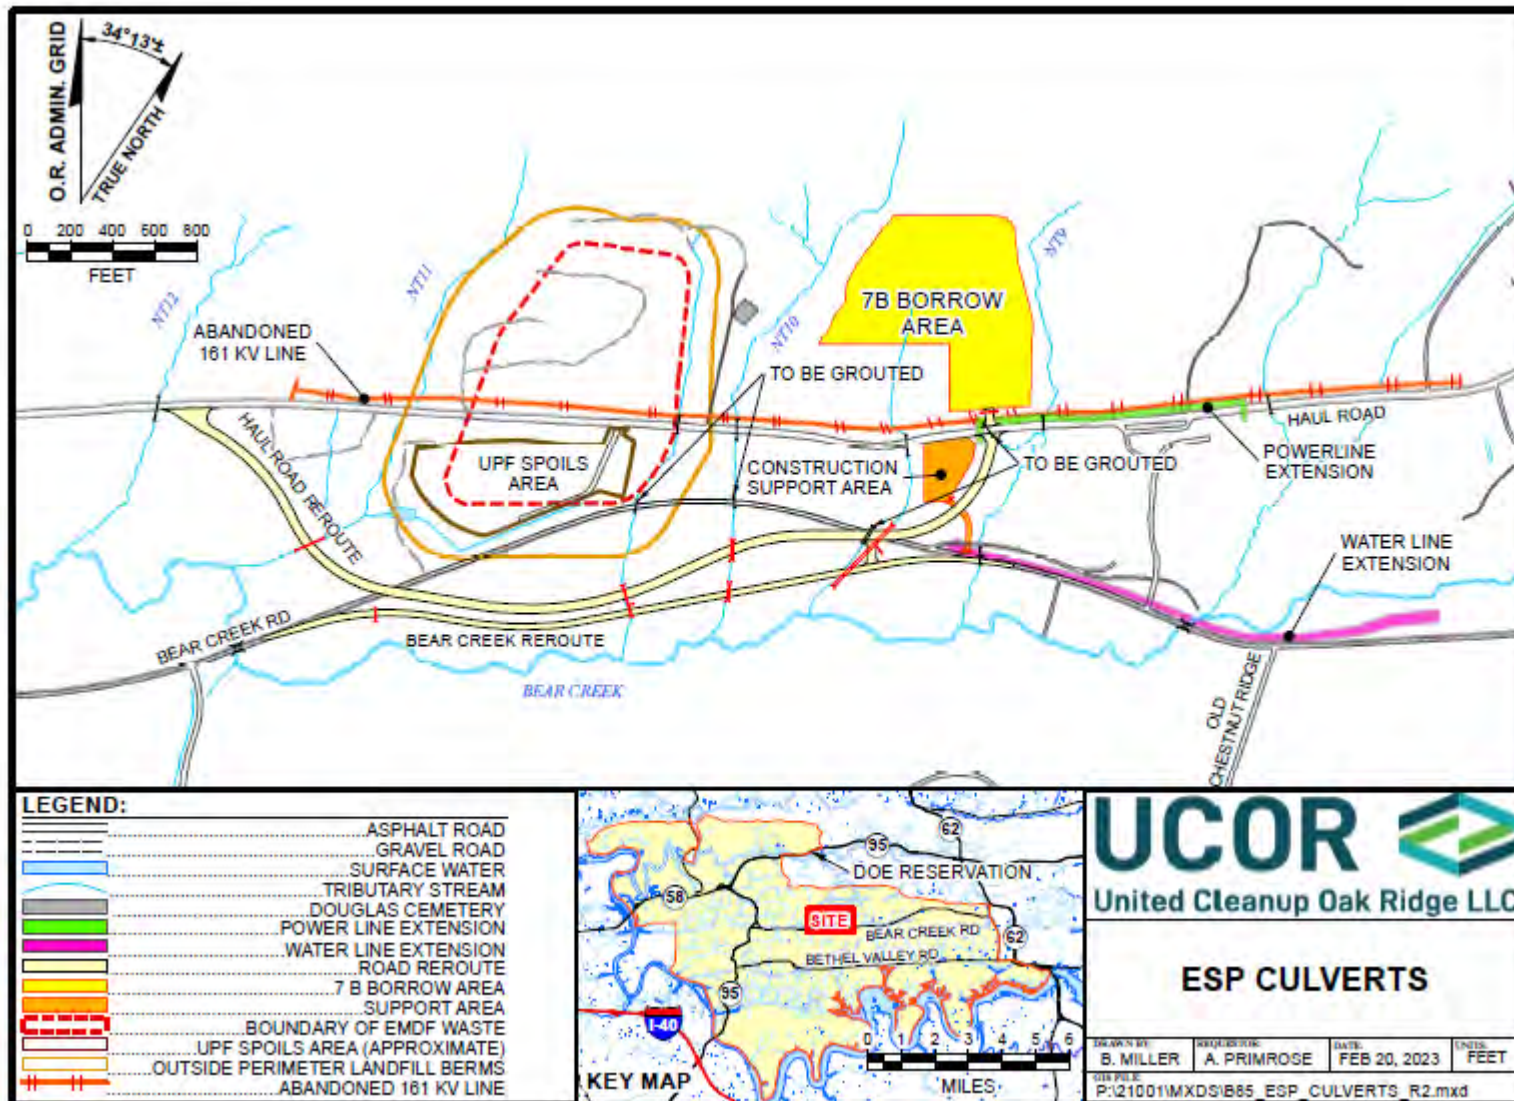 O.R. ADMIN. GRID
34°13'±
TRUE NORTH
0 200 400 600 800
FEET
NT12
NT11
NT10
NT9
ABANDONED
161 KV LINE
7B BORROW
AREA
TO BE GROUTED
HAUL ROAD
HAUL ROAD REROUTE
UPF SPOILS
AREA
CONSTRUCTION
SUPPORT AREA
TO BE GROUTED
POWERLINE
EXTENSION
WATER LINE
EXTENSION
BEAR CREEK RD
BEAR CREEK REROUTE
BEAR CREEK
OLD
CHESTNUT RIDGE
LEGEND:
ASPHALT ROAD
GRAVEL ROAD
SURFACE WATER
TRIBUTARY STREAM
DOUGLAS CEMETERY
POWER LINE EXTENSION
WATER LINE EXTENSION
ROAD REROUTE
7 B BORROW AREA
SUPPORT AREA
BOUNDARY OF EMDF WASTE
UPF SPOILS AREA (APPROXIMATE)
OUTSIDE PERIMETER LANDFILL BERMS
ABANDONED 161 KV LINE
62
95
DOE RESERVATION
58
SITE
BEAR CREEK RD
62
BETHEL VALLEY RD
95
I-40
0 1 2 3 4 5 6
MILES
KEY MAP
UCOR
United Cleanup Oak Ridge LLC
ESP CULVERTS
DRAWN BY:
B. MILLER
REQUESTOR:
A. PRIMROSE
DATE:
FEB 20, 2023
UNITS:
FEET
GIS FILE:
P:\21001\MXDS\B85_ESP_CULVERTS_R2.mxd